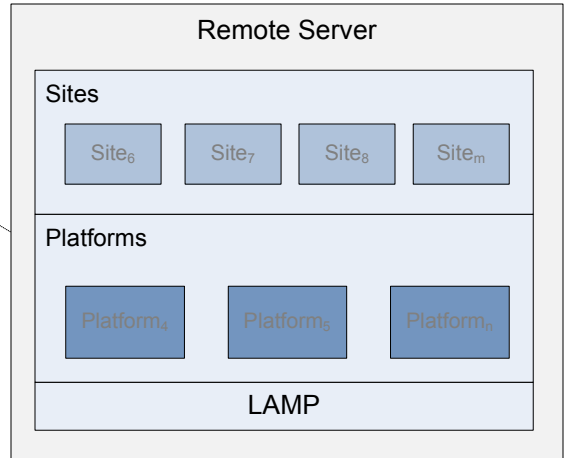 Remote Server
Sites
Site₆ Site₇ Site₈ Siteₘ
Platforms
Platform₄ Platform₅ Platformₙ
LAMP